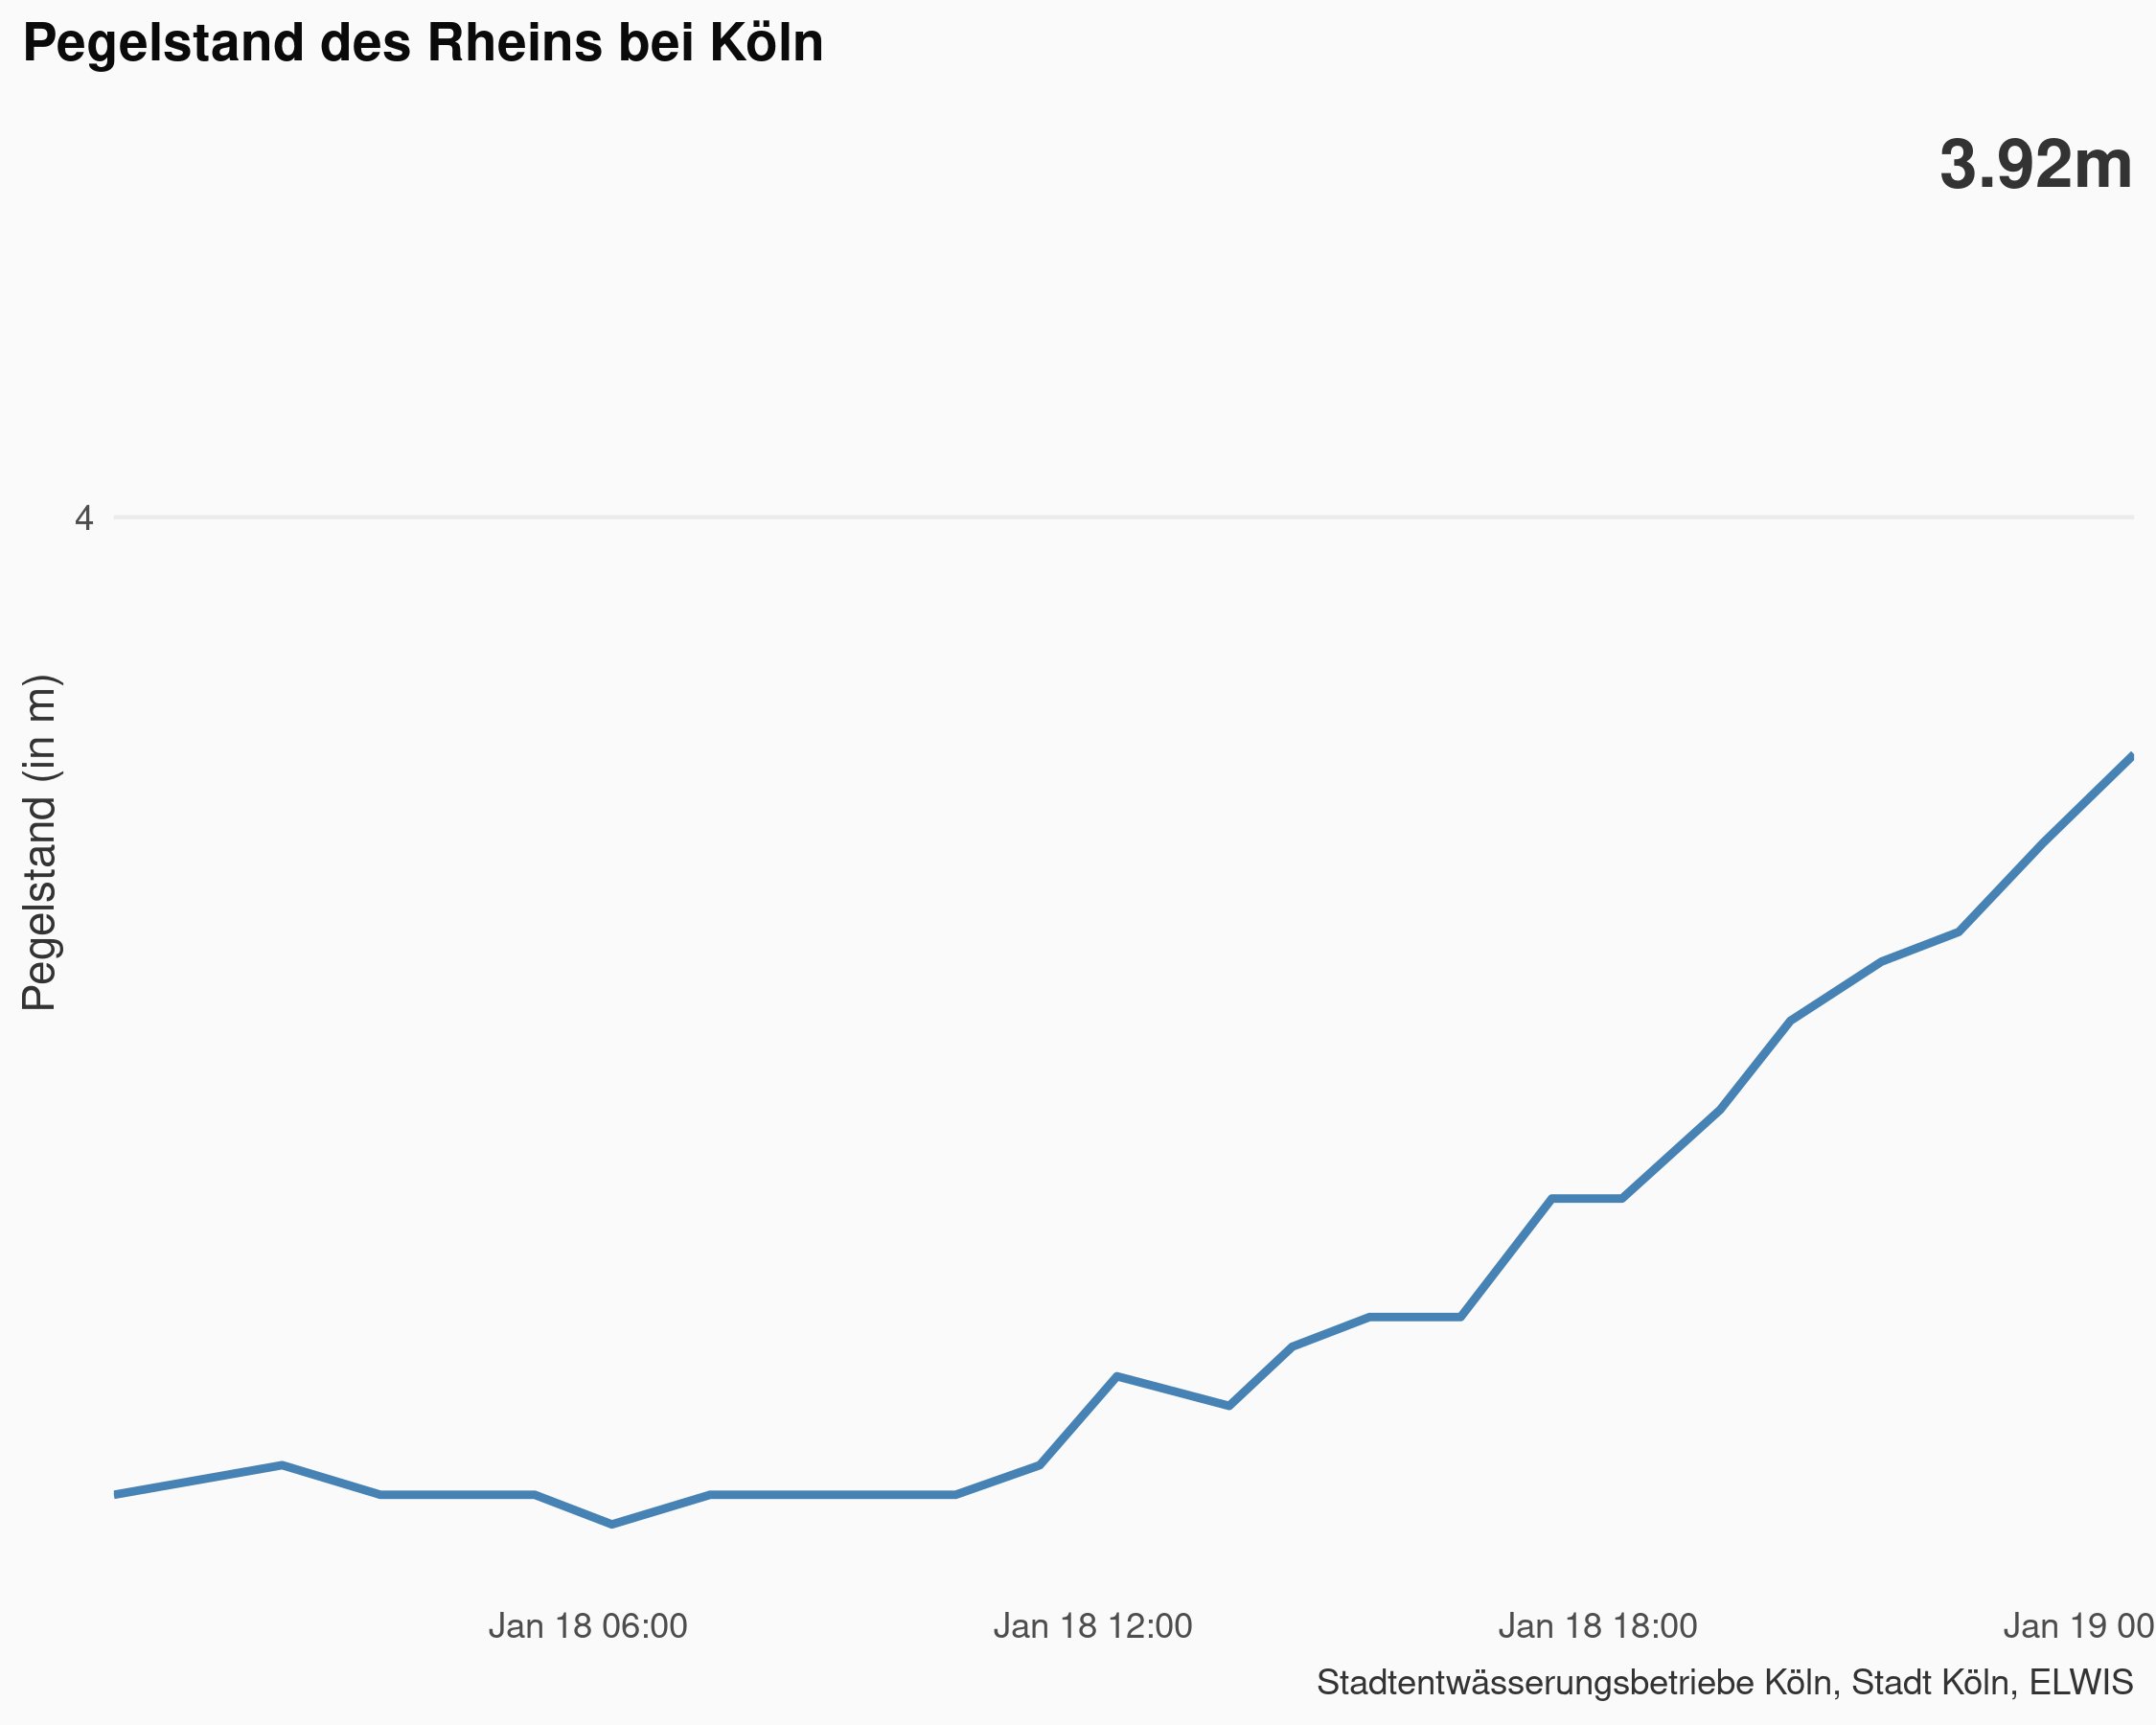 Pegelstand des Rheins bei Köln
3.92m
4
Pegelstand (in m)
Jan 18 06:00
Jan 18 12:00
Jan 18 18:00
Jan 19 00
Stadtentwässerungsbetriebe Köln, Stadt Köln, ELWIS